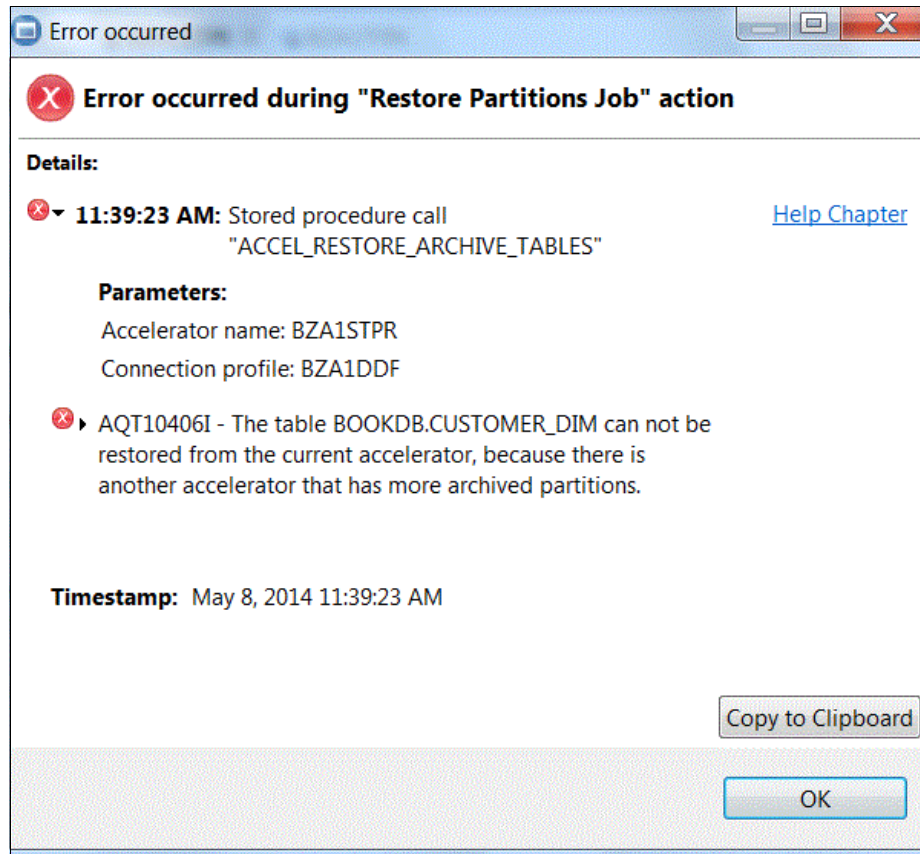 Error occurred
Error occurred during "Restore Partitions Job" action
Details:
11:39:23 AM: Stored procedure call
"ACCEL_RESTORE_ARCHIVE_TABLES"
Help Chapter
Parameters:
Accelerator name: BZA1STPR
Connection profile: BZA1DDF
AQT10406I - The table BOOKDB.CUSTOMER_DIM can not be
restored from the current accelerator, because there is
another accelerator that has more archived partitions.
Timestamp: May 8, 2014 11:39:23 AM
Copy to Clipboard
OK